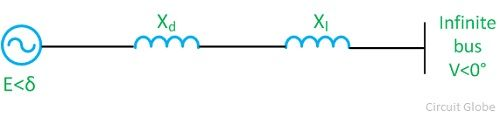 X_d
X_l
Infinite
bus
V<0°
E<δ
Circuit Globe